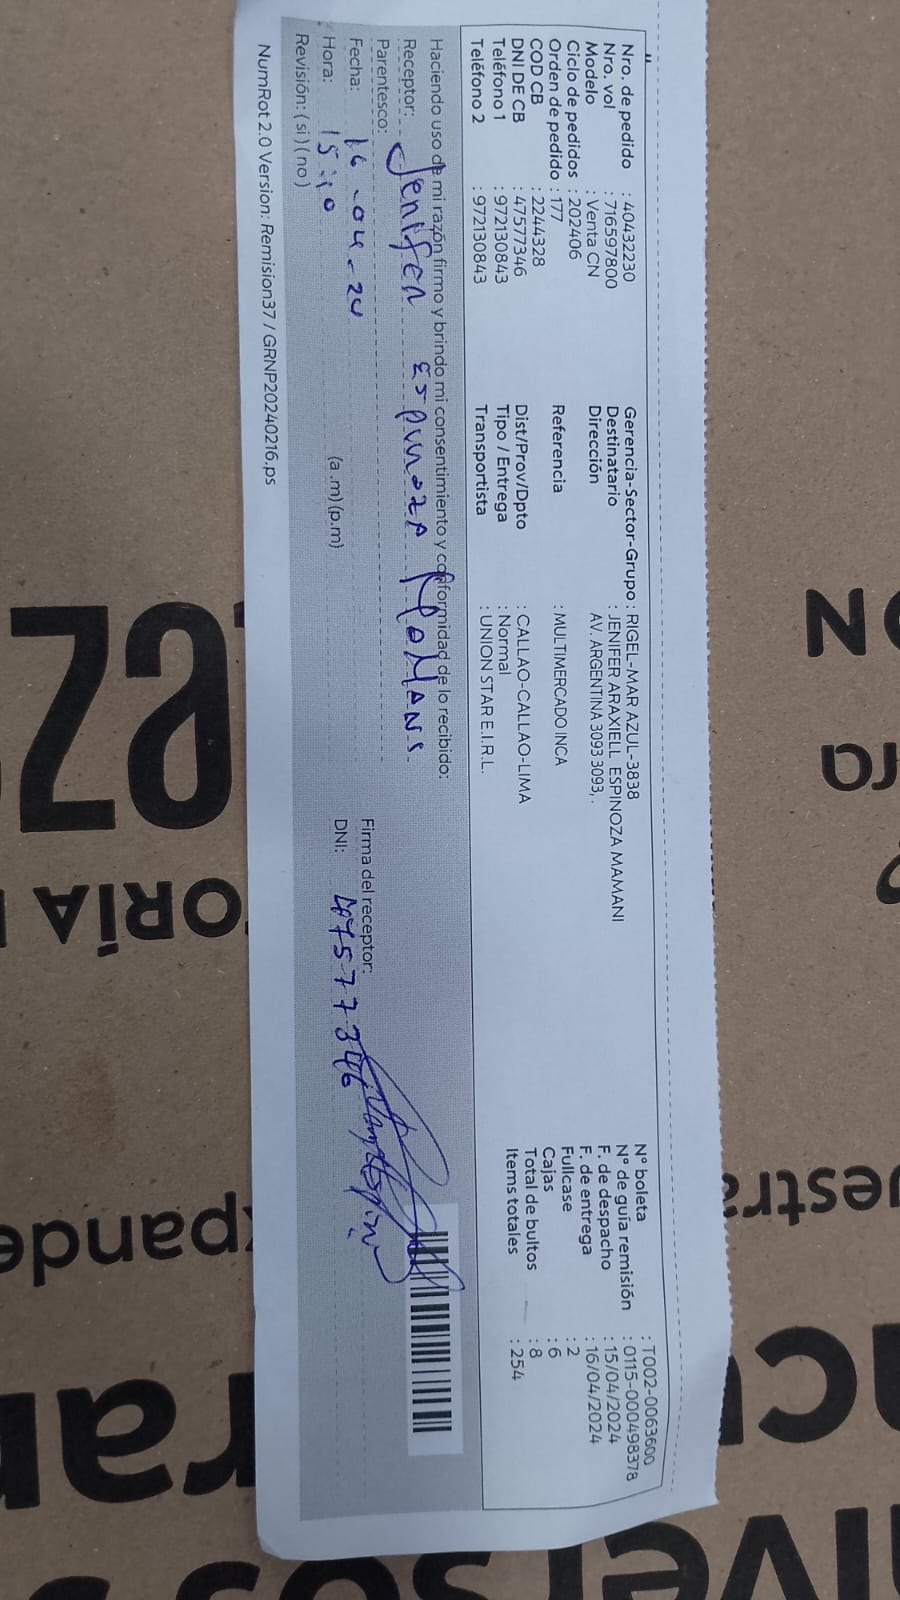 Nro. de pedido : 40432230
Nro. vol : 716597800
Modelo : Venta CN
Ciclo de pedidos : 202406
Orden de pedido : 177
COD CB : 2244328
DNI DE CB : 47577346
Teléfono 1 : 972130843
Teléfono 2 : 972130843
Gerencia-Sector-Grupo : RIGEL-MAR AZUL-3838
Destinatario : JENIFER ARAXIELL ESPINOZA MAMANI
Dirección AV. ARGENTINA 3093 3093, .
Referencia : MULTIMERCADO INCA
Dist/Prov/Dpto : CALLAO-CALLAO-LIMA
Tipo / Entrega : Normal
Transportista : UNION STAR E.I.R.L.
N° boleta : T002-0063600
N° de guía remisión : 0115-000498378
F. de despacho : 15/04/2024
F. de entrega : 16/04/2024
Fullcase : 2
Cajas : 6
Total de bultos : 8
Items totales : 254
Haciendo uso de mi razón firmo y brindo mi consentimiento y conformidad de lo recibido:
Receptor: Jenifer Espinoza
Parentesco:
Fecha: 16-04-24
Hora: 15:10 (a .m) (p.m)
Revisión: ( si ) ( no )
Firma del receptor:
DNI: 47577346
NumRot 2.0 Version: Remision37 / GRNP20240216.ps
ez
ORÍA